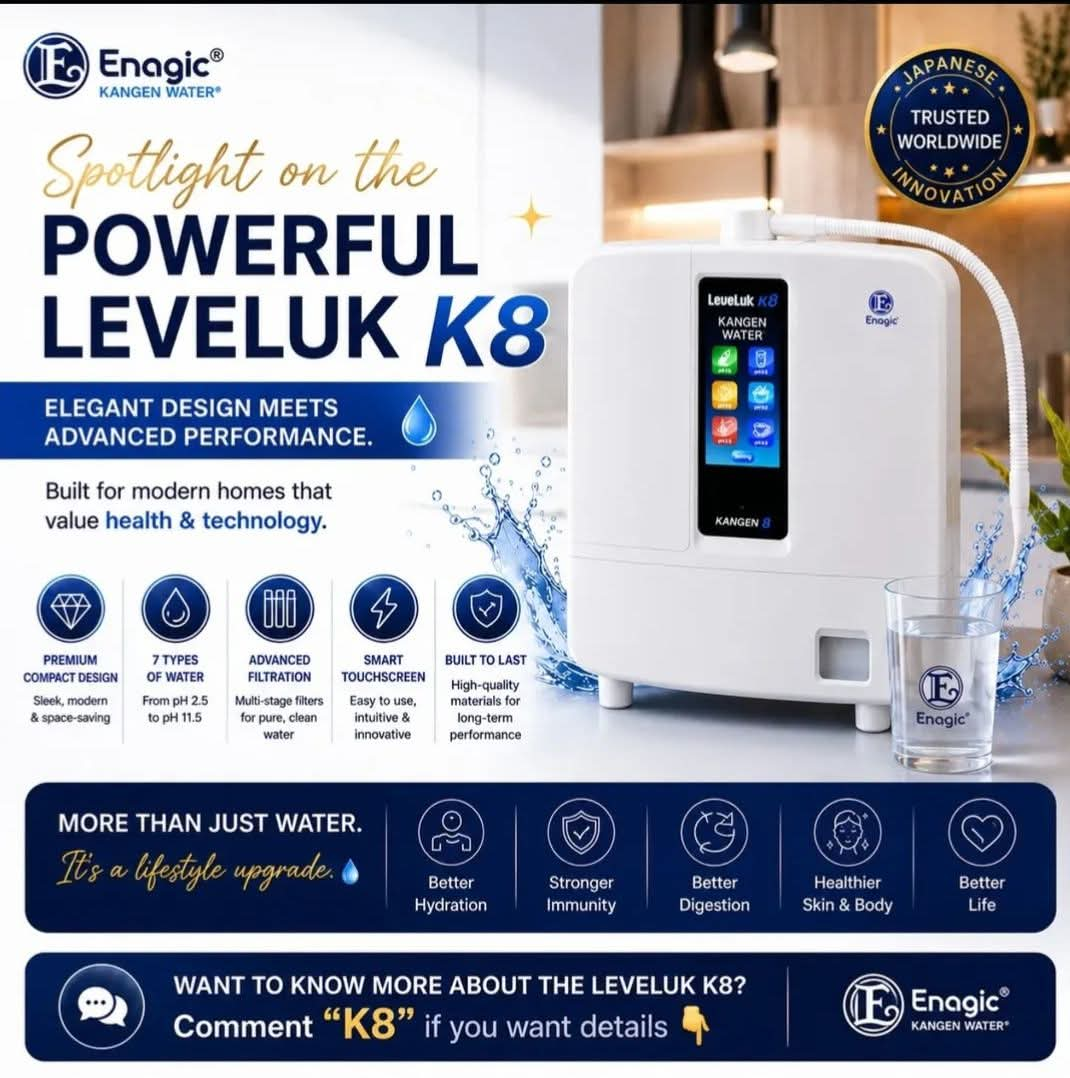 Enagic®
KANGEN WATER®
JAPANESE
TRUSTED
WORLDWIDE
INNOVATION
Spotlight on the
POWERFUL
LEVELUK K8
ELEGANT DESIGN MEETS
ADVANCED PERFORMANCE.
Built for modern homes that
value health & technology.
LeveLuk K8
KANGEN
WATER
KANGEN 8
Enagic
PREMIUM
COMPACT DESIGN
Sleek, modern
& space-saving
7 TYPES
OF WATER
From pH 2.5
to pH 11.5
ADVANCED
FILTRATION
Multi-stage filters
for pure, clean
water
SMART
TOUCHSCREEN
Easy to use,
intuitive &
innovative
BUILT TO LAST
High-quality
materials for
long-term
performance
Enagic®
MORE THAN JUST WATER.
It's a lifestyle upgrade.
Better
Hydration
Stronger
Immunity
Better
Digestion
Healthier
Skin & Body
Better
Life
WANT TO KNOW MORE ABOUT THE LEVELUK K8?
Comment “K8” if you want details 👇
Enagic®
KANGEN WATER®